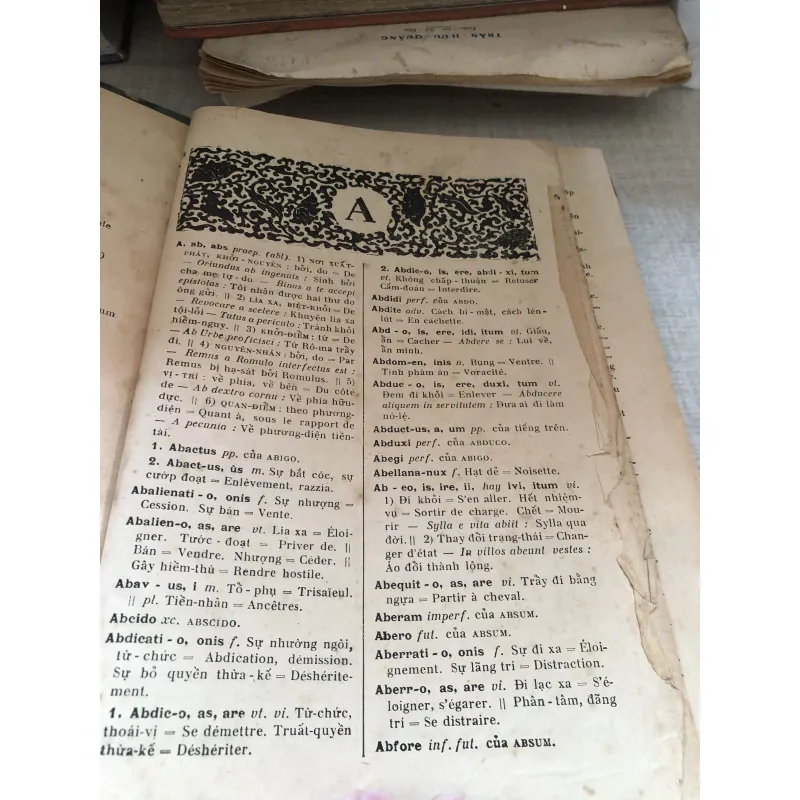 TRẦN HỮU QUẢNG
A
A, ab, abs praep. (abl). 1) NƠI XUẤT-
PHÁT, KHỞI-NGUYÊN : bởi, do = De
— Oriundus ab ingenuis : Sinh bởi
cha mẹ tự-do — Binas a te accepi
epistolas : Tôi nhận được hai thư do
ông gửi. || 2) LÌA XA, BIỆT-KHỎI = De
— Revocare a scelere : Khuyên lìa xa
tội-lỗi — Tutus a periculo : Tránh khỏi
hiểm-nguy. || 3) KHỞI-ĐIỂM : từ = De
— Ab Urbe proficisci : Từ Rô-ma trẩy
đi. || 4) NGUYÊN-NHÂN : bởi, do = Par
— Remus a Romulo interfectus est :
Remus bị hạ-sát bởi Romulus. || 5)
VỊ-TRÍ : về phía, về bên = Du côté
de — Ab dextro cornu : Về phía hữu-
dực. || 6) QUAN-ĐIỂM : theo phương-
diện = Quant à, sous le rapport de
— A pecunia : Về phương-diện tiền-
tài.
1. Abactus pp. của ABIGO.
2. Abact-us, ûs m. Sự bắt cóc, sự
cướp đoạt = Enlèvement, razzia.
Abalienati-o, onis f. Sự nhượng =
Cession. Sự bán = Vente.
Abalien-o, as, are vt. Lìa xa = Éloi-
gner. Tước-đoạt = Priver de. ||
Bán = Vendre. Nhượng = Céder. ||
Gây hiềm-thù = Rendre hostile.
Abav-us, i m. Tổ-phụ = Trisaïeul.
|| pl. Tiền-nhân = Ancêtres.
Abcido xc. ABSCIDO.
Abdicati-o, onis f. Sự nhường ngôi,
từ-chức = Abdication, démission.
Sự bỏ quyền thừa-kế = Déshérite-
ment.
1. Abdic-o, as, are vt. vi. Từ-chức,
thoái-vị = Se démettre. Truất-quyền
thừa-kế = Déshériter.
2. Abdic-o, is, ere, abdi-xi, tum
vt. Không chấp-thuận = Refuser
Cấm-đoán = Interdire.
Abdidi perf. của ABDO.
Abdite adv. Cách bí-mật, cách lén-
lút = En cachette.
Abd-o, is, ere, idi, itum vt. Giấu,
ẩn = Cacher — Abdere se : Lui về,
ẩn mình.
Abdom-en, inis n. Bụng = Ventre. ||
Tính phàm ăn = Voracité.
Abduc-o, is, ere, duxi, tum vt.
Đem đi khỏi = Enlever — Abducere
aliquem in servitutem : Đưa ai đi làm
nô-lệ.
Abduct-us, a, um pp. của tiếng trên.
Abduxi perf. của ABDUCO.
Abegi perf. của ABIGO.
Abellana-nux f. Hạt dẻ = Noisette.
Ab-eo, is, ire, ii, hay ivi, itum vi.
1) Đi khỏi = S'en aller. Hết nhiệm-
vụ = Sortir de charge. Chết = Mou-
rir — Sylla e vita abiit : Sylla qua
đời. || 2) Thay đổi trạng-thái = Chan-
ger d'état — IN villos abeunt vestes :
Áo đổi thành lông.
Abequit-o, as, are vi. Trẩy đi bằng
ngựa = Partir à cheval.
Aberam imperf. của ABSUM.
Abero fut. của ABSUM.
Aberrati-o, onis f. Sự đi xa = Éloi-
gnement. Sự lãng trí = Distraction.
Aberr-o, as, are vi. Đi lạc xa = S'é-
loigner, s'égarer. || Phân-tâm, đãng
trí = Se distraire.
Abfore inf. fut. của ABSUM.